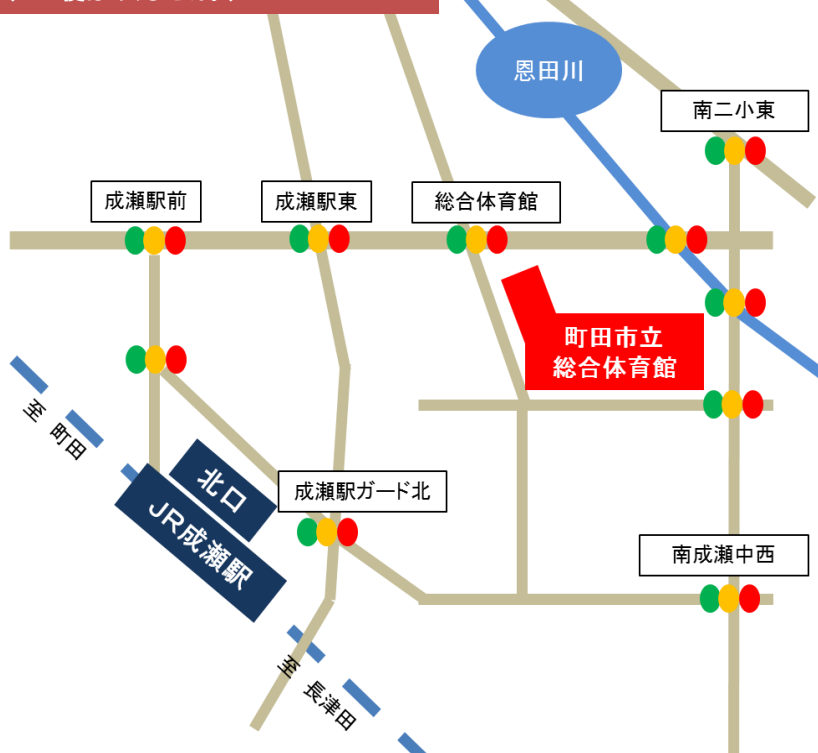 恩田川
南二小東
成瀬駅前
成瀬駅東
総合体育館
町田市立
総合体育館
至 町田
北口
JR成瀬駅
成瀬駅ガード北
南成瀬中西
至 長津田